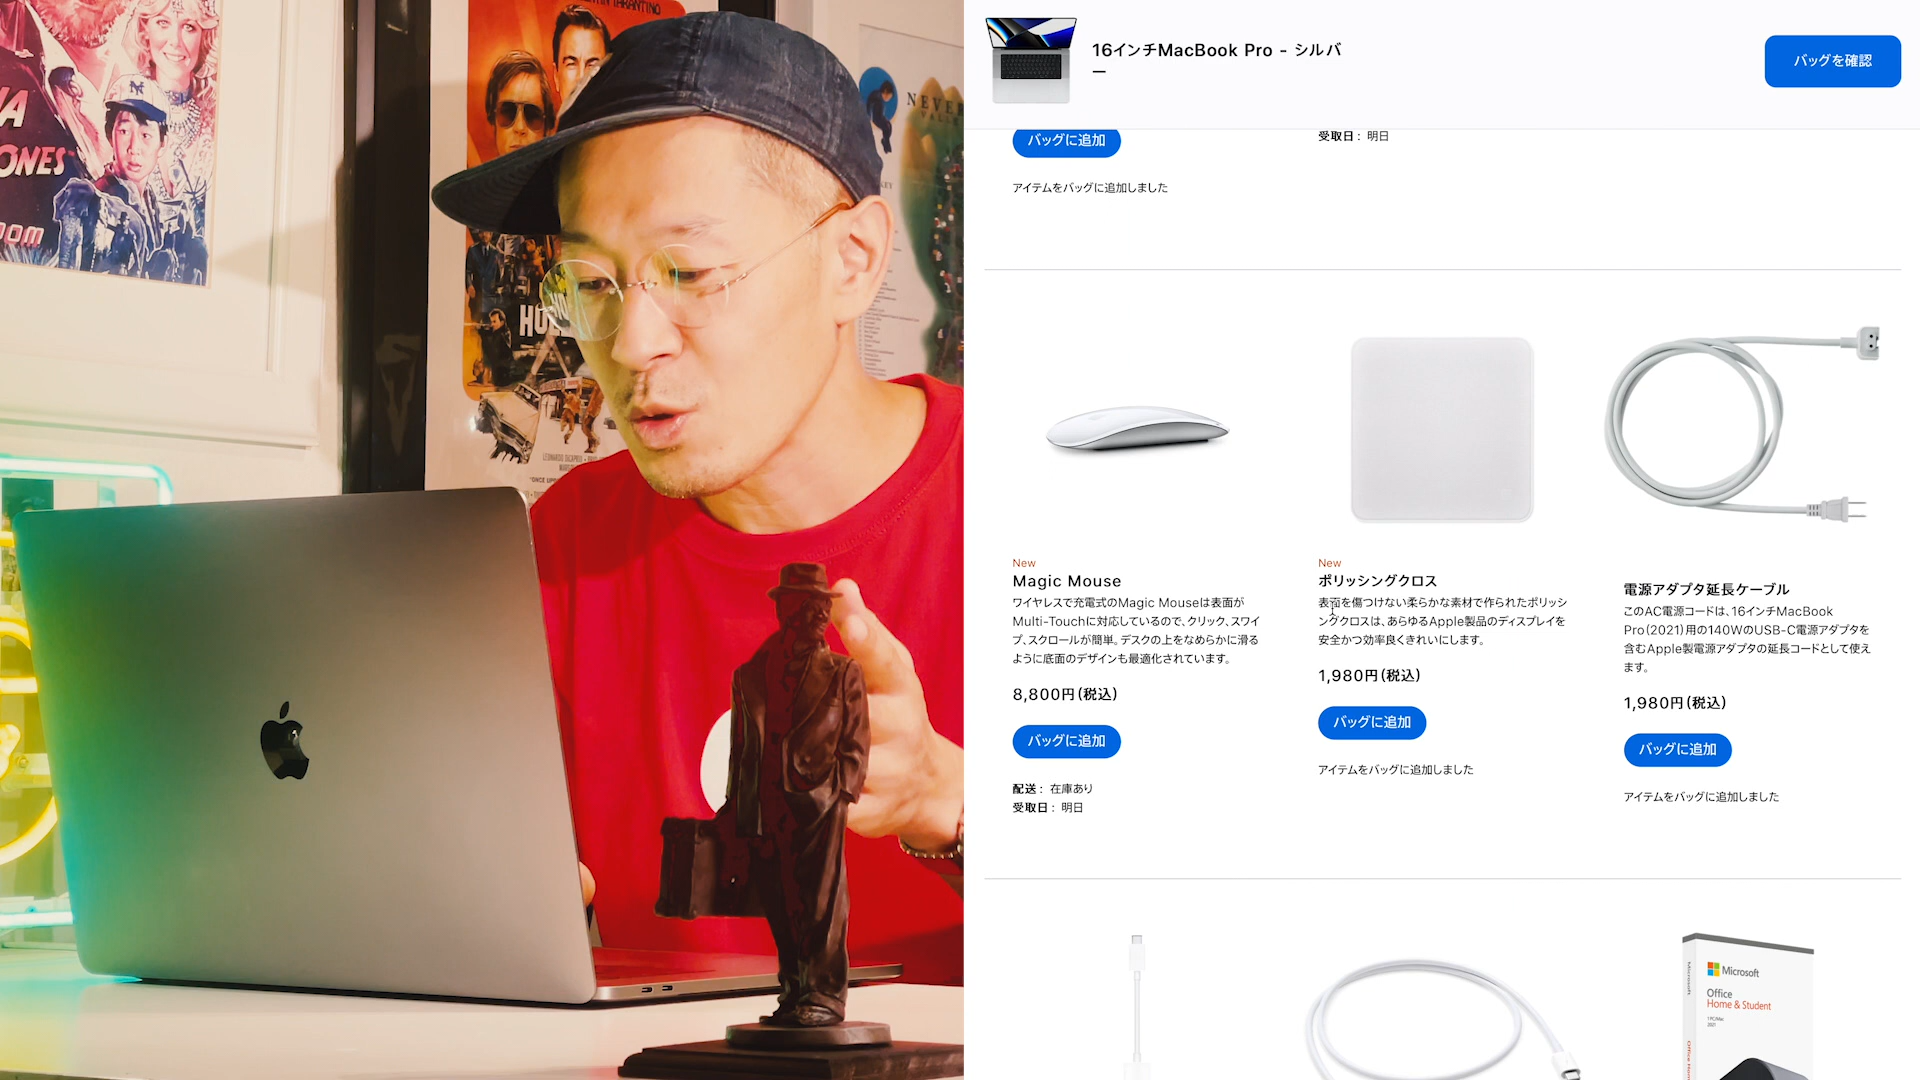 ONES
OOM
NTIN TARANTINO
HO
LEONARDO DICAPRIO
NEVER
16インチMacBook Pro - シルバ
ー
バッグを確認
バッグに追加
アイテムをバッグに追加しました
受取日： 明日
New
Magic Mouse
ワイヤレスで充電式のMagic Mouseは表面が
Multi-Touchに対応しているので、クリック、スワイ
プ、スクロールが簡単。デスクの上をなめらかに滑る
ように底面のデザインも最適化されています。
8,800円（税込）
バッグに追加
配送： 在庫あり
受取日： 明日
New
ポリッシングクロス
表面を傷つけない柔らかな素材で作られたポリッシ
ングクロスは、あらゆるApple製品のディスプレイを
安全かつ効率良くきれいにします。
1,980円（税込）
バッグに追加
アイテムをバッグに追加しました
電源アダプタ延長ケーブル
このAC電源コードは、16インチMacBook
Pro（2021）用の140WのUSB-C電源アダプタを
含むApple製電源アダプタの延長コードとして使え
ます。
1,980円（税込）
バッグに追加
アイテムをバッグに追加しました
Microsoft
Office
Home & Student
1 PC/Mac
2021